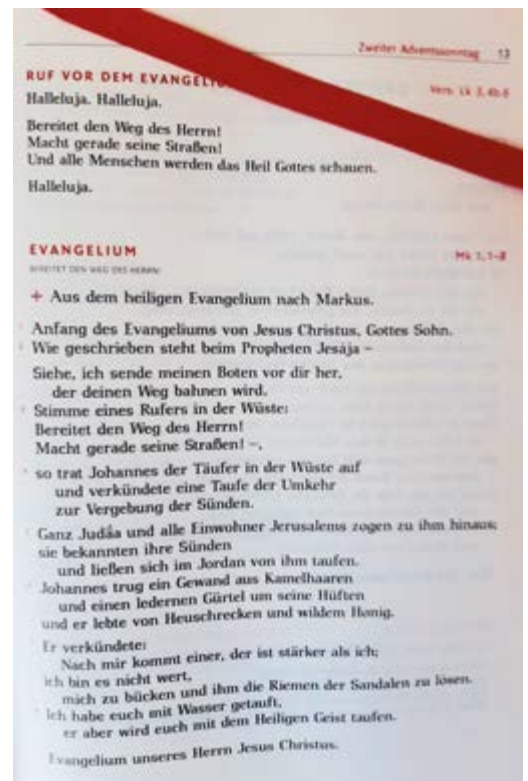 Zweiter Adventssonntag 13
RUF VOR DEM EVANGELIU
Vers: Lk 3, 4b-6
Halleluja. Halleluja.
Bereitet den Weg des Herrn!
Macht gerade seine Straßen!
Und alle Menschen werden das Heil Gottes schauen.
Halleluja.
EVANGELIUM
Mk 1, 1–8
BEREITET DEN WEG DES HERRN!
+ Aus dem heiligen Evangelium nach Markus.
Anfang des Evangeliums von Jesus Christus, Gottes Sohn.
Wie geschrieben steht beim Propheten Jesája –
Siehe, ich sende meinen Boten vor dir her,
der deinen Weg bahnen wird.
Stimme eines Rufers in der Wüste:
Bereitet den Weg des Herrn!
Macht gerade seine Straßen! –,
so trat Johannes der Täufer in der Wüste auf
und verkündete eine Taufe der Umkehr
zur Vergebung der Sünden.
Ganz Judäa und alle Einwohner Jerusalems zogen zu ihm hinaus;
sie bekannten ihre Sünden
und ließen sich im Jordan von ihm taufen.
Johannes trug ein Gewand aus Kamelhaaren
und einen ledernen Gürtel um seine Hüften
und er lebte von Heuschrecken und wildem Honig.
Er verkündete:
Nach mir kommt einer, der ist stärker als ich;
ich bin es nicht wert,
mich zu bücken und ihm die Riemen der Sandalen zu lösen.
Ich habe euch mit Wasser getauft,
er aber wird euch mit dem Heiligen Geist taufen.
Evangelium unseres Herrn Jesus Christus.